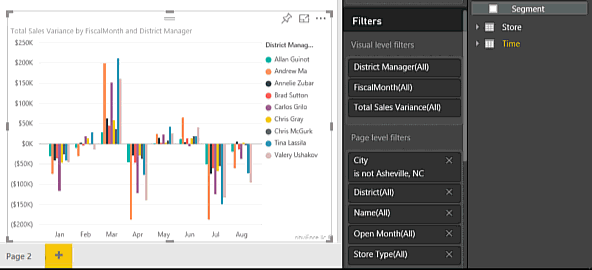 Total Sales Variance by FiscalMonth and District Manager
$250K
$200K
$150K
$100K
$50K
$0K
($50K)
($100K)
($150K)
($200K)
Jan Feb Mar Apr May Jun Jul Aug
District Manag...
Allan Guinot
Andrew Ma
Annelie Zubar
Brad Sutton
Carlos Grilo
Chris Gray
Chris McGurk
Tina Lassila
Valery Ushakov
Page 2
+
Filters
Visual level filters
District Manager(All)
FiscalMonth(All)
Total Sales Variance(All)
Page level filters
City
is not Asheville, NC
District(All)
Name(All)
Open Month(All)
Store Type(All)
Segment
Store
Time